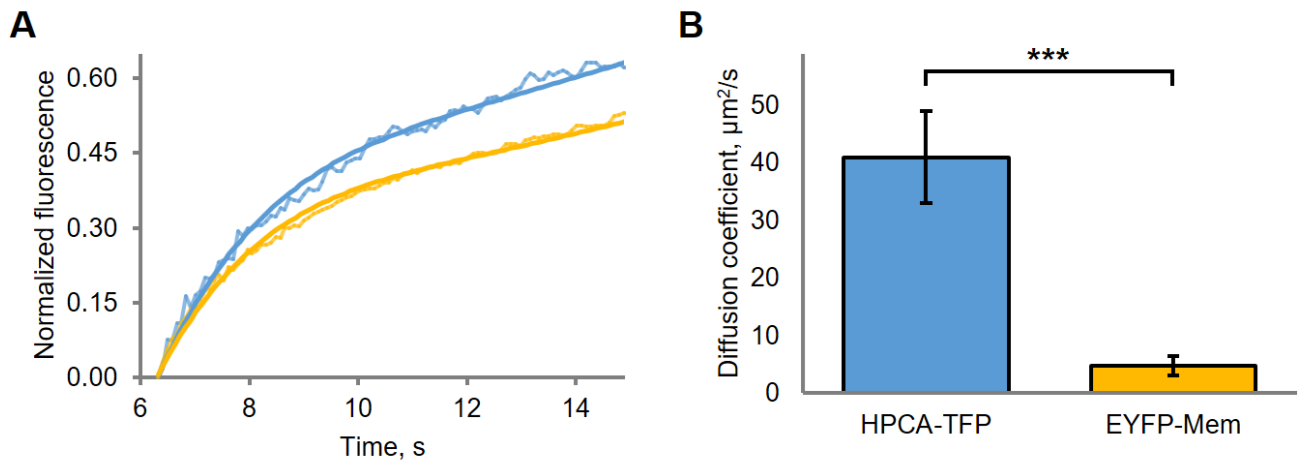 A
Normalized fluorescence
0.60
0.45
0.30
0.15
0.00
6
8
10
12
14
Time, s
B
***
Diffusion coefficient, µm²/s
50
40
30
20
10
0
HPCA-TFP
EYFP-Mem